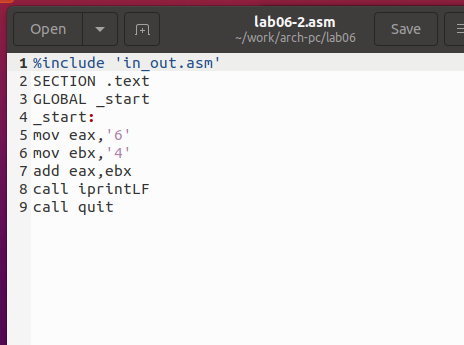 Open
lab06-2.asm
~/work/arch-pc/lab06
Save
1 %include 'in_out.asm'
2 SECTION .text
3 GLOBAL _start
4 _start:
5 mov eax,'6'
6 mov ebx,'4'
7 add eax,ebx
8 call iprintLF
9 call quit